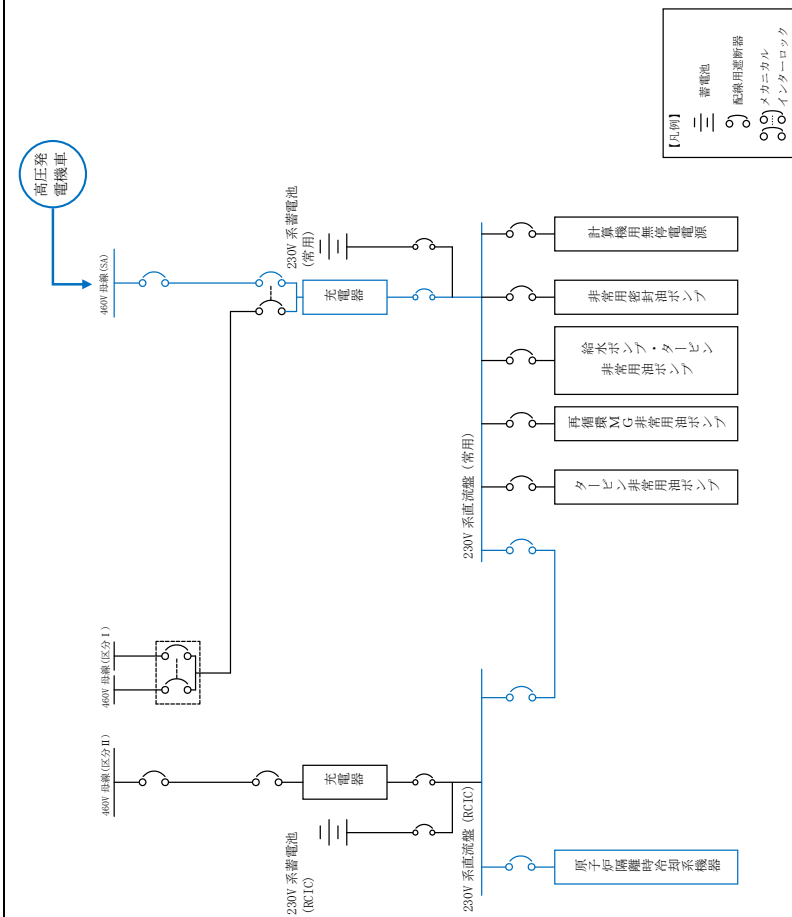 高圧発
電機車
460V 母線(SA)
460V 母線(区分Ⅰ)
460V 母線(区分Ⅱ)
230V 系蓄電池
(常用)
充電器
230V 系直流盤(常用)
計算機用無停電電源
非常用密封油ポンプ
給水ポンプ・タービン
非常用油ポンプ
再循環MG非常用油ポンプ
タービン非常用油ポンプ
充電器
230V 系蓄電池
(RCIC)
230V 系直流盤(RCIC)
原子炉隔離時冷却系機器
【凡例】
蓄電池
配線用遮断器
メカニカル
インターロック